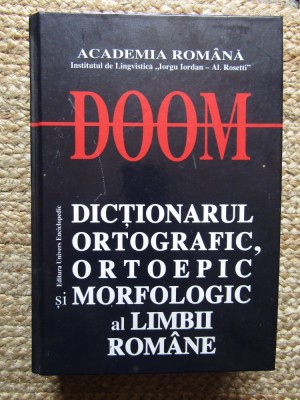 ACADEMIA ROMÂNĂ
Institutul de Lingvistică „Iorgu Iordan – Al. Rosetti”
DOOM
DICȚIONARUL
ORTOGRAFIC,
ORTOEPIC
și MORFOLOGIC
al LIMBII
ROMÂNE
Editura Univers Enciclopedic